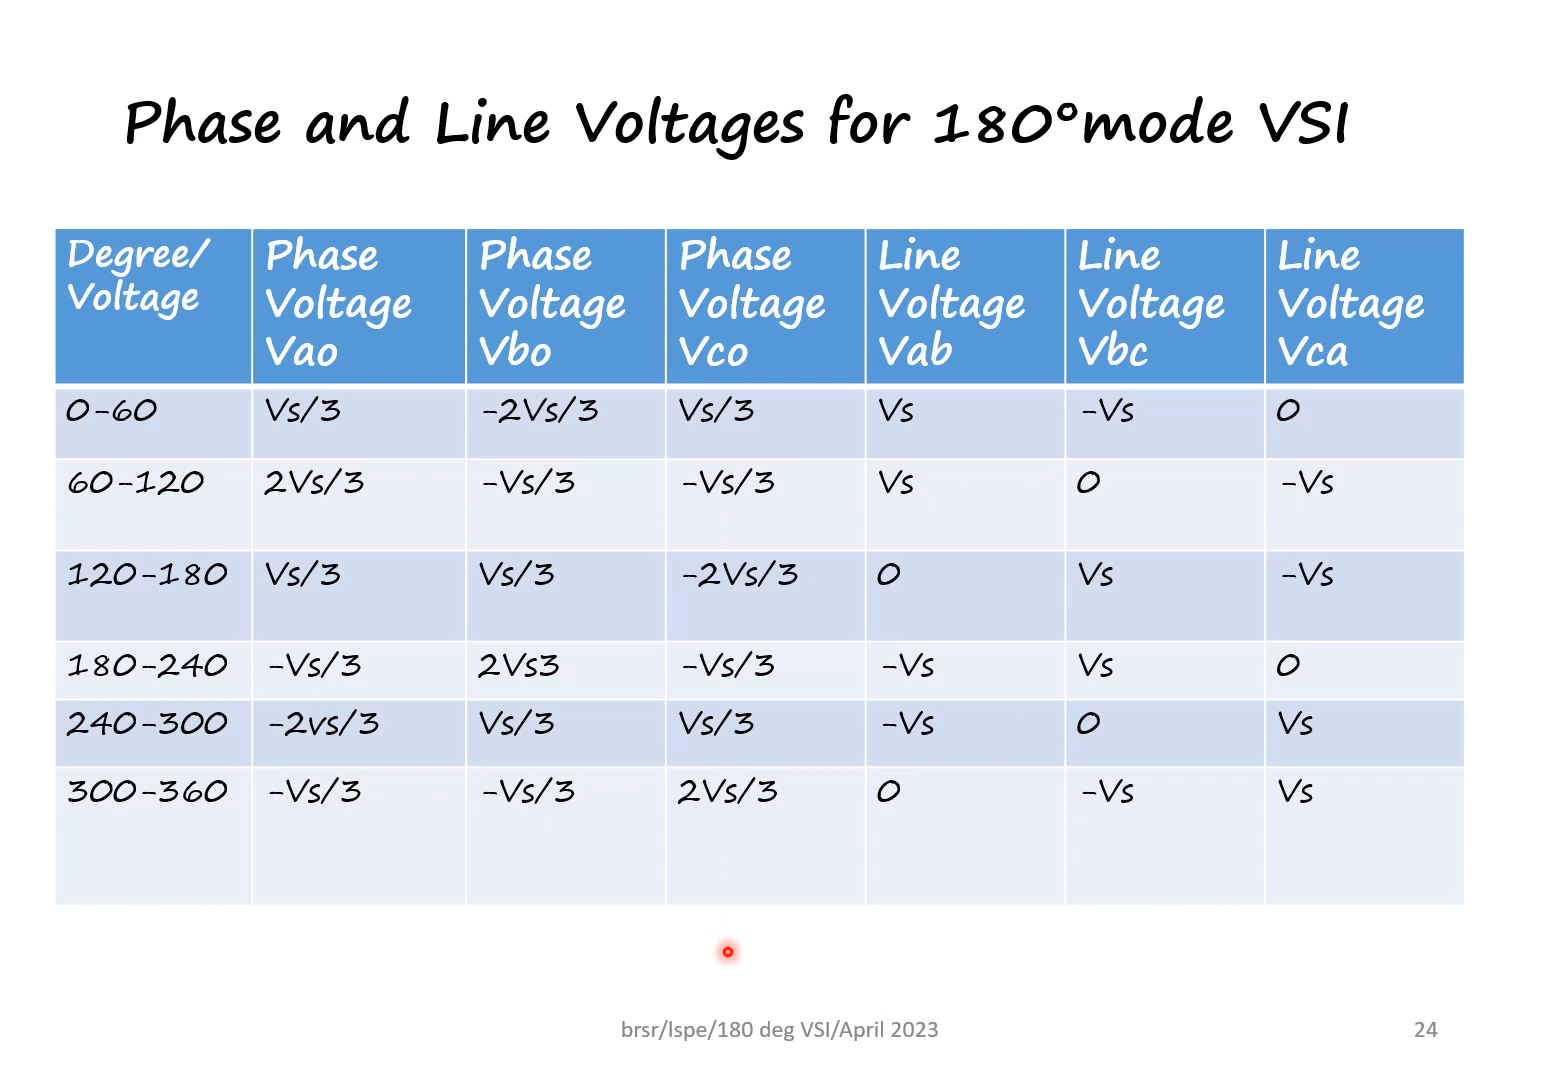 Phase and Line Voltages for 180°mode VSI
Degree/
Voltage
Phase
Voltage
Vao
Phase
Voltage
Vbo
Phase
Voltage
Vco
Line
Voltage
Vab
Line
Voltage
Vbc
Line
Voltage
Vca
0-60 Vs/3 -2Vs/3 Vs/3 Vs -Vs 0
60-120 2Vs/3 -Vs/3 -Vs/3 Vs 0 -Vs
120-180 Vs/3 Vs/3 -2Vs/3 0 Vs -Vs
180-240 -Vs/3 2Vs3 -Vs/3 -Vs Vs 0
240-300 -2vs/3 Vs/3 Vs/3 -Vs 0 Vs
300-360 -Vs/3 -Vs/3 2Vs/3 0 -Vs Vs
brsr/lspe/180 deg VSI/April 2023 24